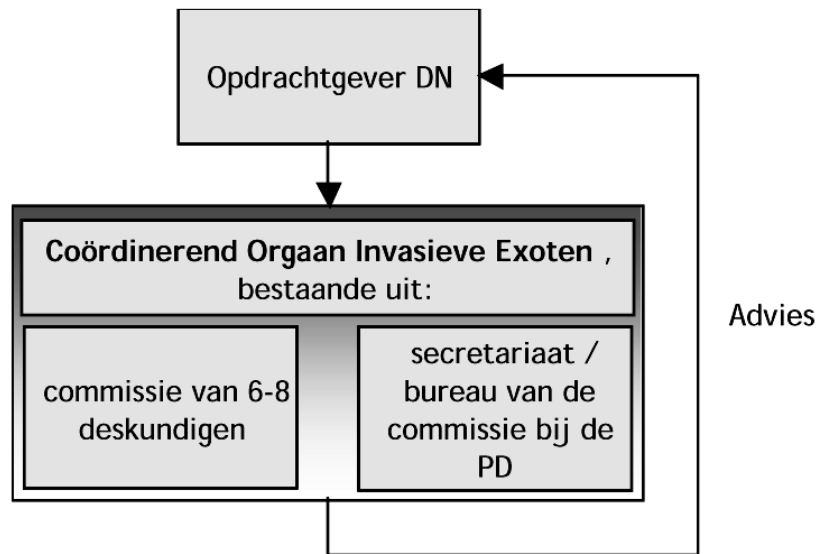 Opdrachtgever DN
Coördinerend Orgaan Invasieve Exoten ,
bestaande uit:
Advies
commissie van 6-8
deskundigen
secretariaat /
bureau van de
commissie bij de
PD